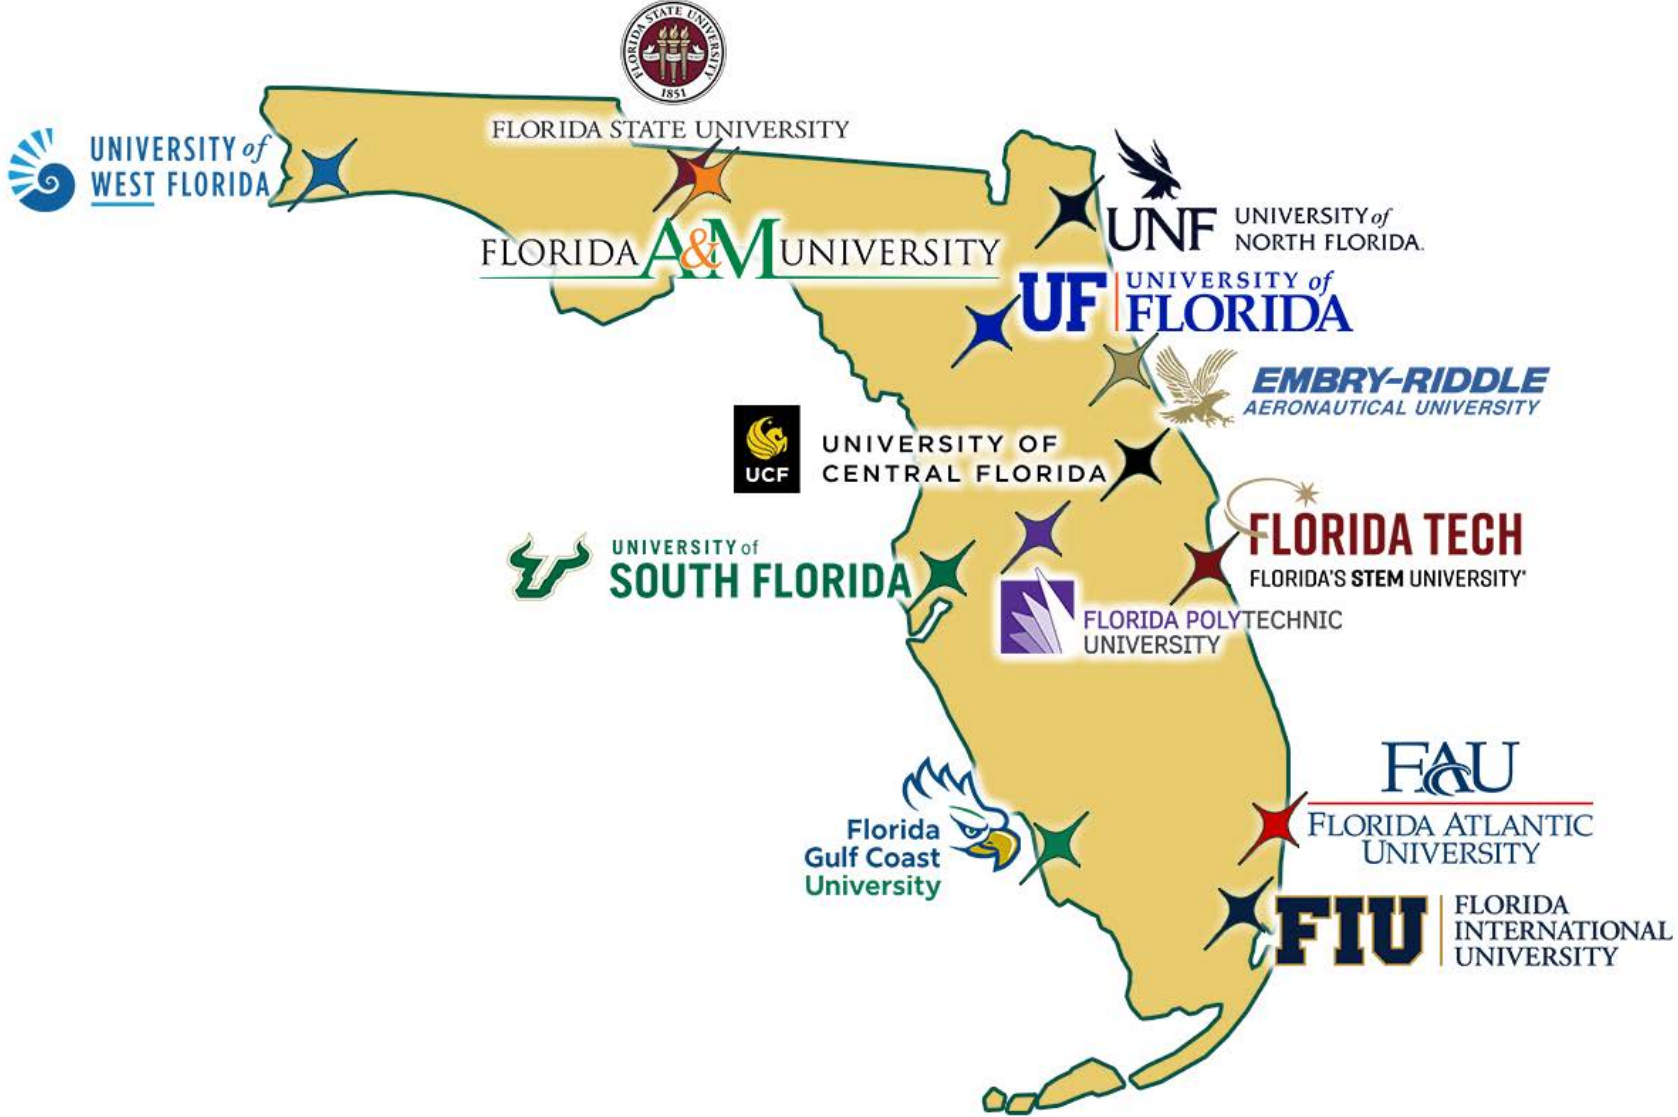 FLORIDA STATE UNIVERSITY
1851
FLORIDA STATE UNIVERSITY
UNIVERSITY of
WEST FLORIDA
FLORIDA A&M UNIVERSITY
UNF
UNIVERSITY of
NORTH FLORIDA.
UF
UNIVERSITY of
FLORIDA
EMBRY-RIDDLE
AERONAUTICAL UNIVERSITY
UCF
UNIVERSITY OF
CENTRAL FLORIDA
FLORIDA TECH
FLORIDA'S STEM UNIVERSITY
UNIVERSITY of
SOUTH FLORIDA
FLORIDA POLYTECHNIC
UNIVERSITY
FAU
FLORIDA ATLANTIC
UNIVERSITY
Florida
Gulf Coast
University
FIU
FLORIDA
INTERNATIONAL
UNIVERSITY